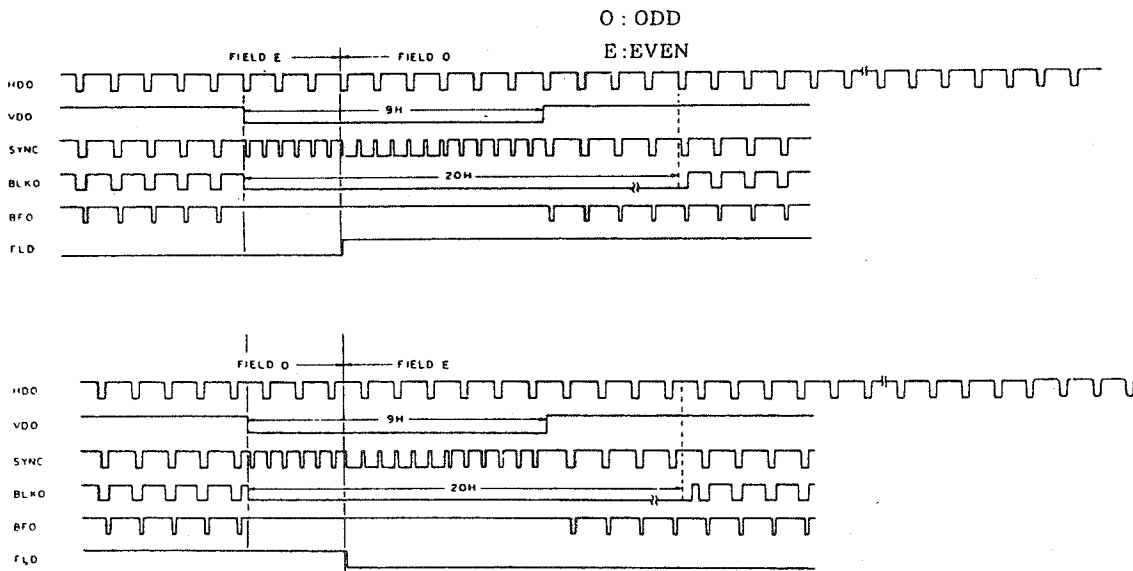 O : ODD
E :EVEN
FIELD E
FIELD O
HDO
VDO
9H
SYNC
BLKO
20H
BFO
FLD
FIELD O
FIELD E
HDO
VDO
9H
SYNC
BLKO
20H
BFO
FLD